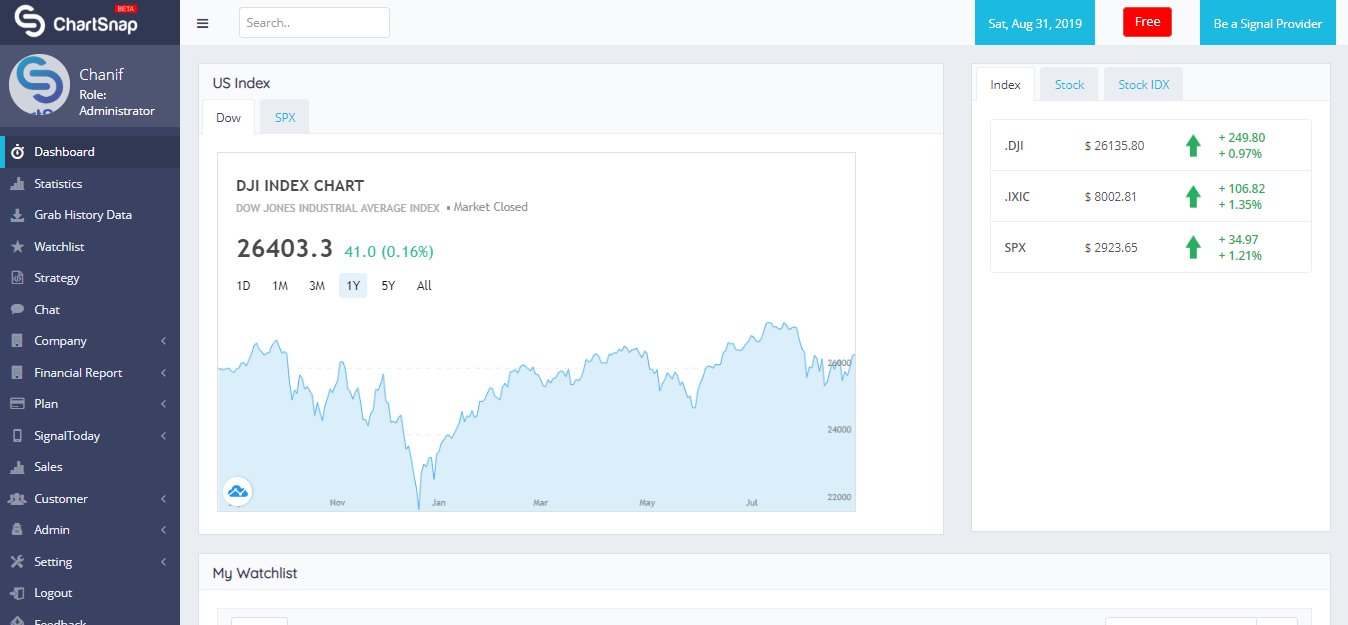 BETA
ChartSnap
Search..
Sat, Aug 31, 2019
Free
Be a Signal Provider
Chanif
Role:
Administrator
Dashboard
Statistics
Grab History Data
Watchlist
Strategy
Chat
Company
Financial Report
Plan
SignalToday
Sales
Customer
Admin
Setting
Logout
Feedback
US Index
Dow
SPX
DJI INDEX CHART
DOW JONES INDUSTRIAL AVERAGE INDEX • Market Closed
26403.3 41.0 (0.16%)
1D 1M 3M 1Y 5Y All
26000
24000
22000
Nov Jan Mar May Jul
Index Stock Stock IDX
.DJI $ 26135.80 + 249.80
+ 0.97%
.IXIC $ 8002.81 + 106.82
+ 1.35%
SPX $ 2923.65 + 34.97
+ 1.21%
My Watchlist